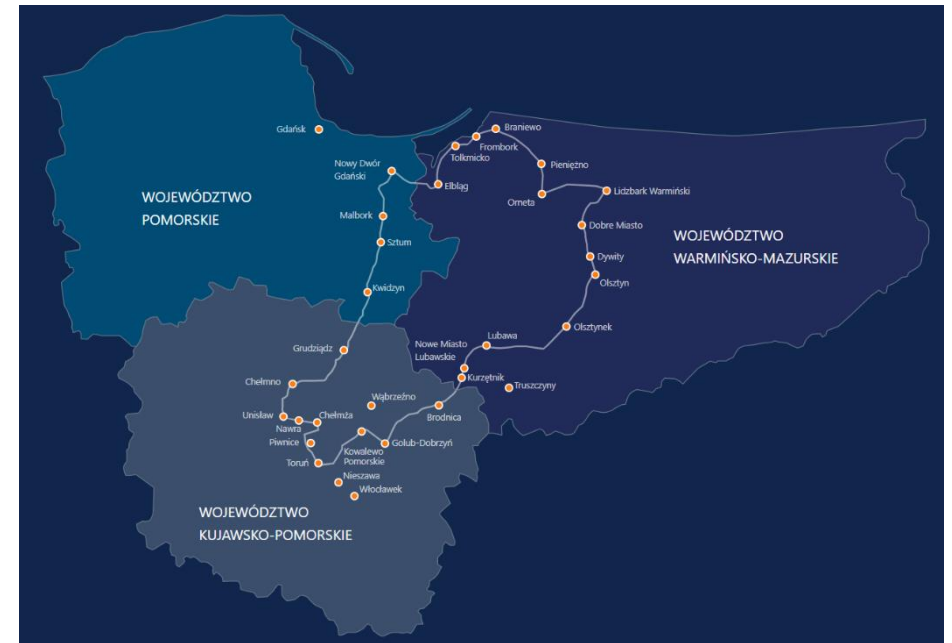 Gdańsk
Braniewo
Frombork
Tolkmicko
Nowy Dwór
Gdański
Pieniężno
Elbląg
Lidzbark Warmiński
Orneta
WOJEWÓDZTWO
POMORSKIE
Malbork
Dobre Miasto
WOJEWÓDZTWO
WARMIŃSKO-MAZURSKIE
Sztum
Dywity
Olsztyn
Kwidzyn
Olsztynek
Lubawa
Nowe Miasto
Lubawskie
Grudziądz
Kurzętnik
Chełmno
Truszczyny
Wąbrzeźno
Unisław
Chełmża
Brodnica
Nawra
Piwnice
Golub-Dobrzyń
Kowalewo
Pomorskie
Toruń
Nieszawa
Włocławek
WOJEWÓDZTWO
KUJAWSKO-POMORSKIE